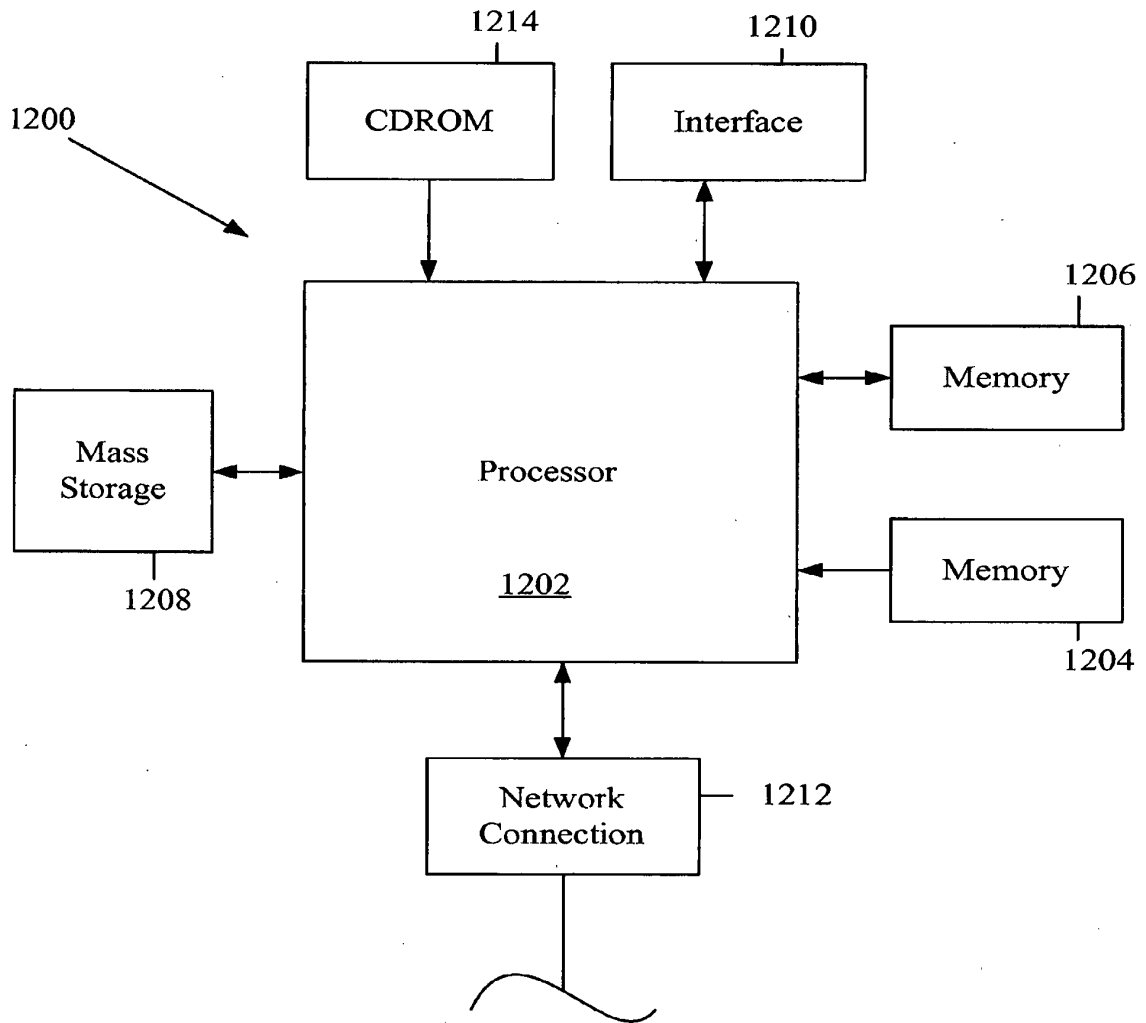 1214
1210
1200
CDROM
Interface
1206
Memory
Mass
Storage
Processor
Memory
1202
1208
1204
Network
Connection
1212